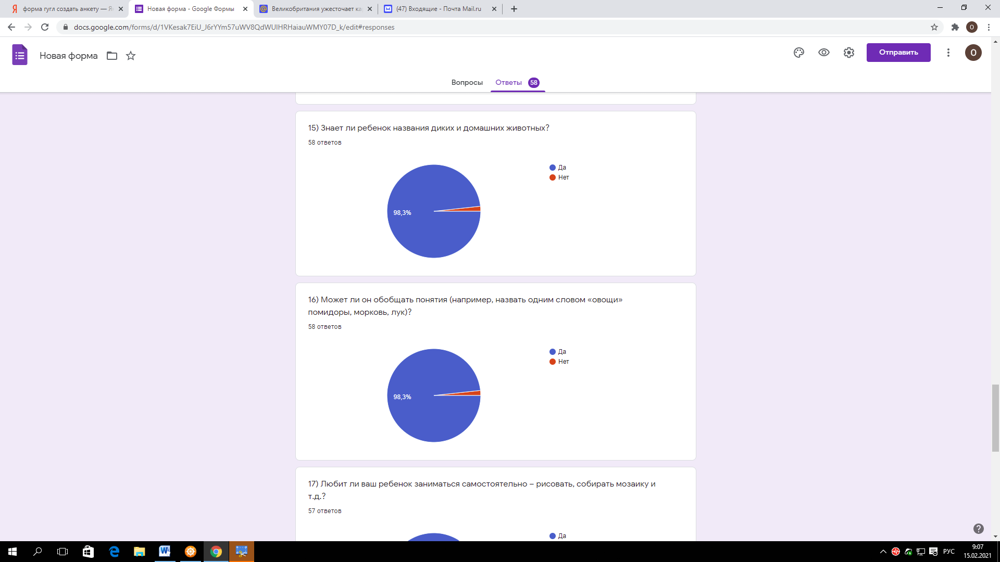 форма гугл создать анкету — Я
Новая форма - Google Формы
Великобритания ужесточает ка
(47) Входящие - Почта Mail.ru
docs.google.com/forms/d/1VKesak7EiU_J6rYYm57uWV8QdWUIHRHaiauWMY07D_k/edit#responses
О
Новая форма
Отправить
О
Вопросы
Ответы 58
15) Знает ли ребенок названия диких и домашних животных?
58 ответов
Да
Нет
98,3%
16) Может ли он обобщать понятия (например, назвать одним словом «овощи»
помидоры, морковь, лук)?
58 ответов
Да
Нет
98,3%
17) Любит ли ваш ребенок заниматься самостоятельно – рисовать, собирать мозаику и
т.д.?
57 ответов
Да
РУС
9:07
15.02.2021